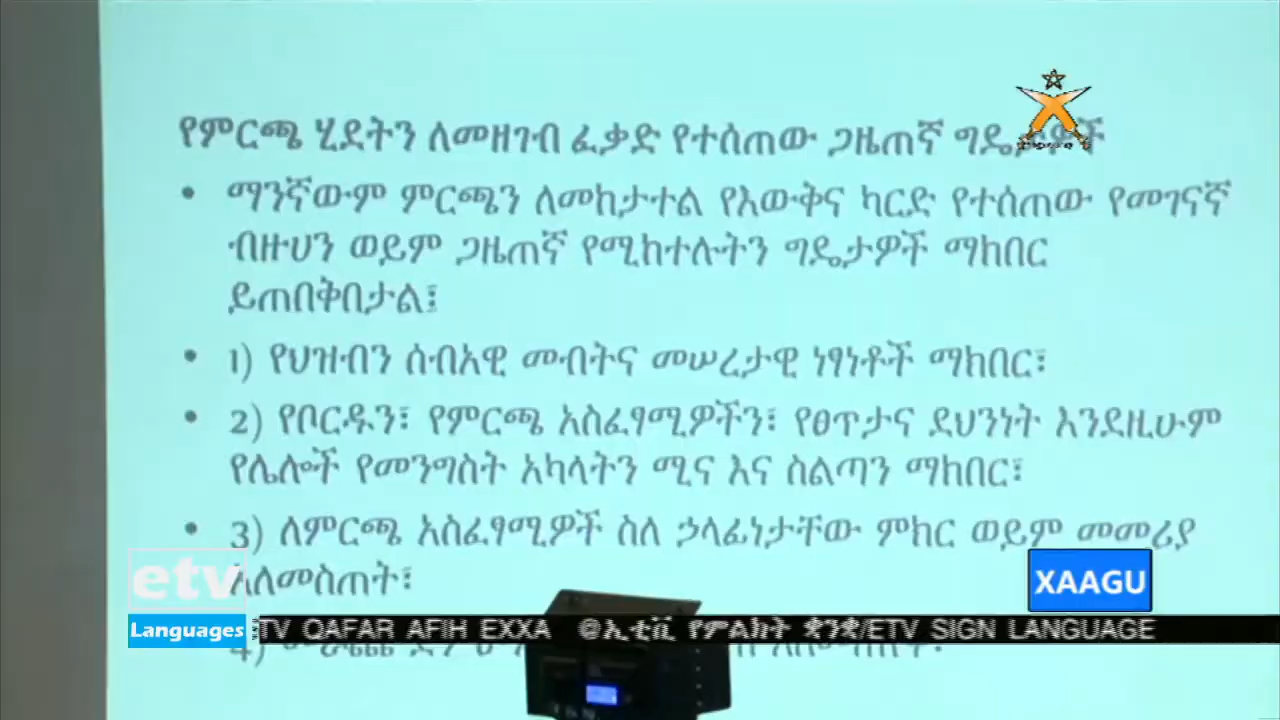 የምርጫ ሂደትን ለመዘገብ ፈቃድ የተሰጠው ጋዜጠኛ ግዴታዎች
• ማንኛውም ምርጫን ለመከታተል የእውቅና ካርድ የተሰጠው የመገናኛ
ብዙሀን ወይም ጋዜጠኛ የሚከተሉትን ግዴታዎች ማክበር
ይጠበቅበታል፤
• 1) የህዝብን ሰብአዊ መብትና መሠረታዊ ነፃነቶች ማክበር፣
• 2) የቦርዱን፣ የምርጫ አስፈፃሚዎችን፣ የፀጥታና ደህንነት እንደዚሁም
የሌሎች የመንግስት አካላትን ሚና እና ስልጣን ማክበር፣
• 3) ለምርጫ አስፈፃሚዎች ስለ ኃላፊነታቸው ምክር ወይም መመሪያ
አለመስጠት፣
etv
Languages
XAAGU
TV QAFAR AFIH EXXA @ኢቲቪ የምልክት ቋንቋ/ETV SIGN LANGUAGE
4)